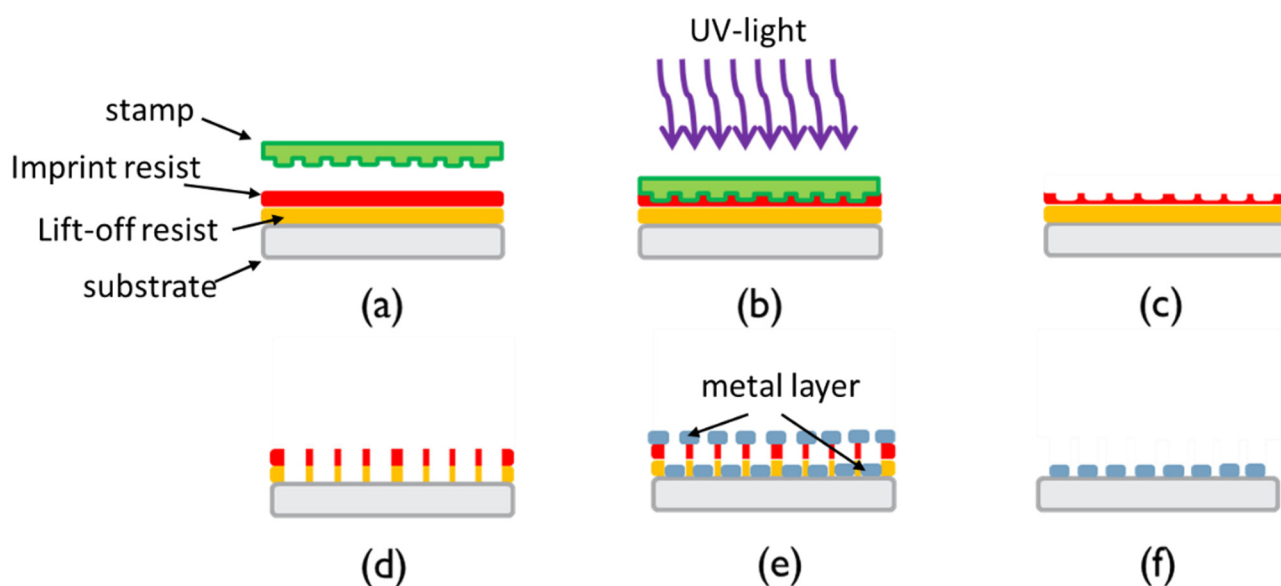 UV-light
stamp
Imprint resist
Lift-off resist
substrate
(a)
(b)
(c)
metal layer
(d)
(e)
(f)